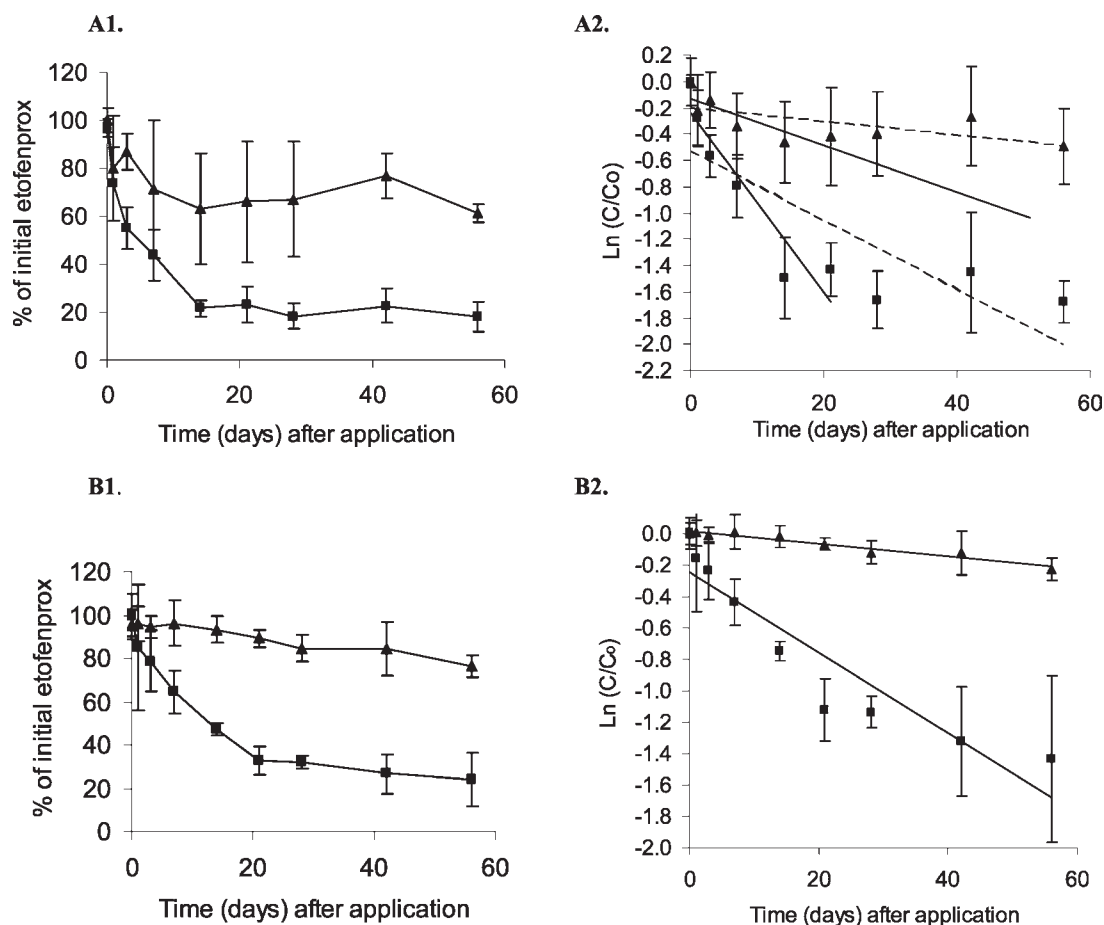 A1.
120
100
80
60
40
20
0
% of initial etofenprox
0 20 40 60
Time (days) after application
A2.
0.2
0.0
-0.2
-0.4
-0.6
-0.8
-1.0
-1.2
-1.4
-1.6
-1.8
-2.0
-2.2
Ln (C/Co)
0 20 40 60
Time (days) after application
B1.
120
100
80
60
40
20
0
% of initial etofenprox
0 20 40 60
Time (days) after application
B2.
0.0
-0.2
-0.4
-0.6
-0.8
-1.0
-1.2
-1.4
-1.6
-1.8
-2.0
Ln (C/Co)
0 20 40 60
Time (days) after application